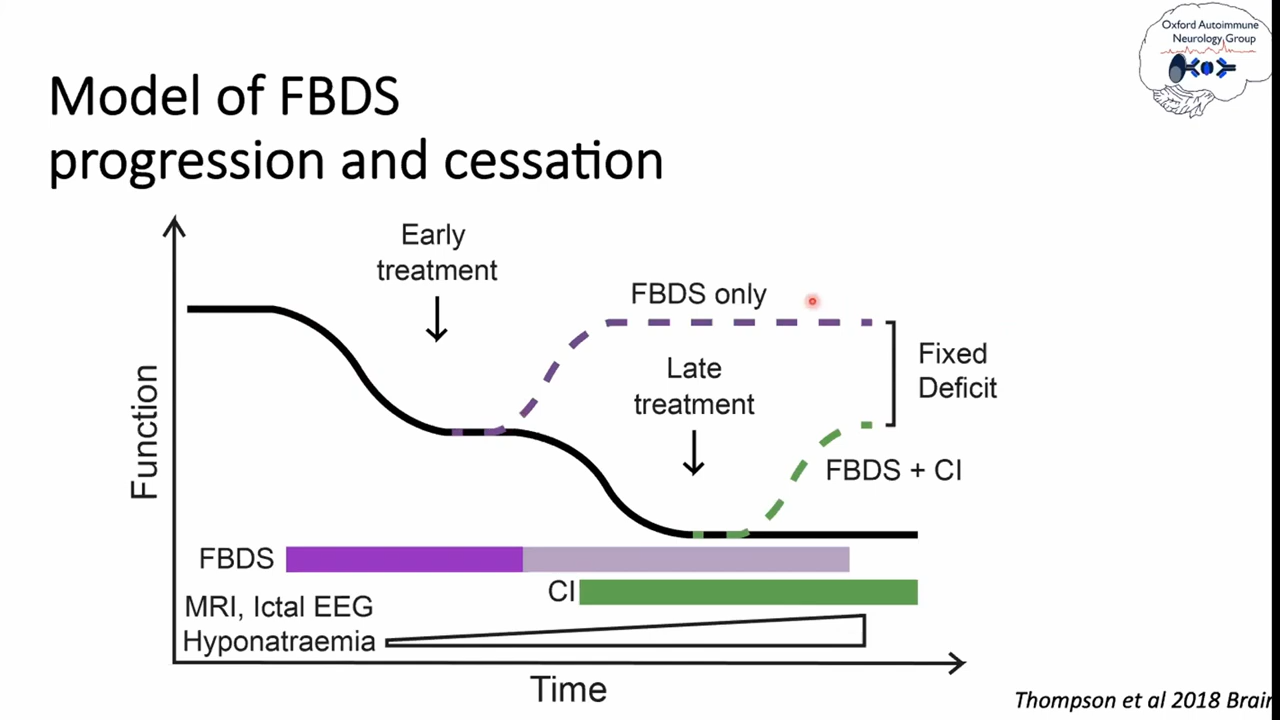 Oxford Autoimmune
Neurology Group
Model of FBDS
progression and cessation
Early
treatment
FBDS only
Late
treatment
Fixed
Deficit
FBDS + CI
Function
FBDS
CI
MRI, Ictal EEG
Hyponatraemia
Time
Thompson et al 2018 Brain